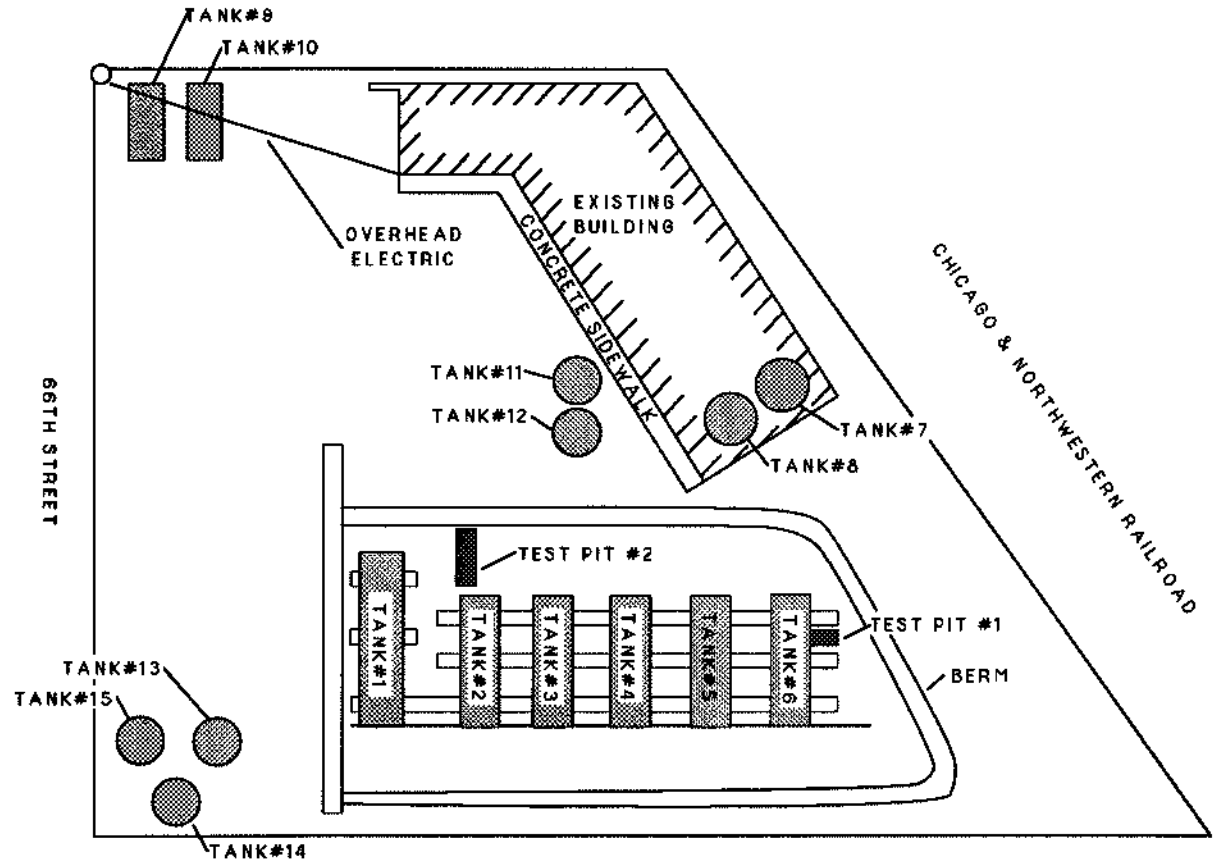 TANK#9
TANK#10
EXISTING
BUILDING
OVERHEAD
ELECTRIC
CONCRETE SIDEWALK
CHICAGO & NORTHWESTERN RAILROAD
66TH STREET
TANK#11
TANK#12
TANK#7
TANK#8
TEST PIT #2
TANK#1
TANK#2
TANK#3
TANK#4
TANK#5
TANK#6
TEST PIT #1
BERM
TANK#13
TANK#15
TANK#14